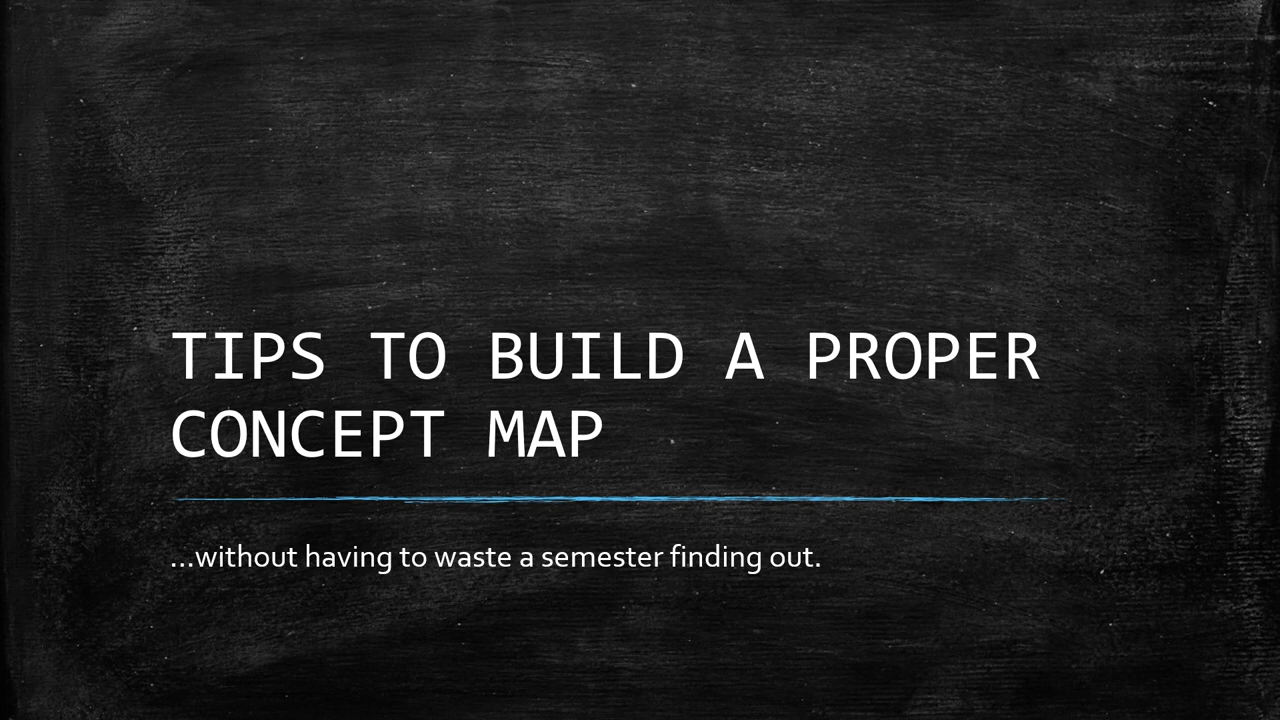 TIPS TO BUILD A PROPER
CONCEPT MAP
...without having to waste a semester finding out.